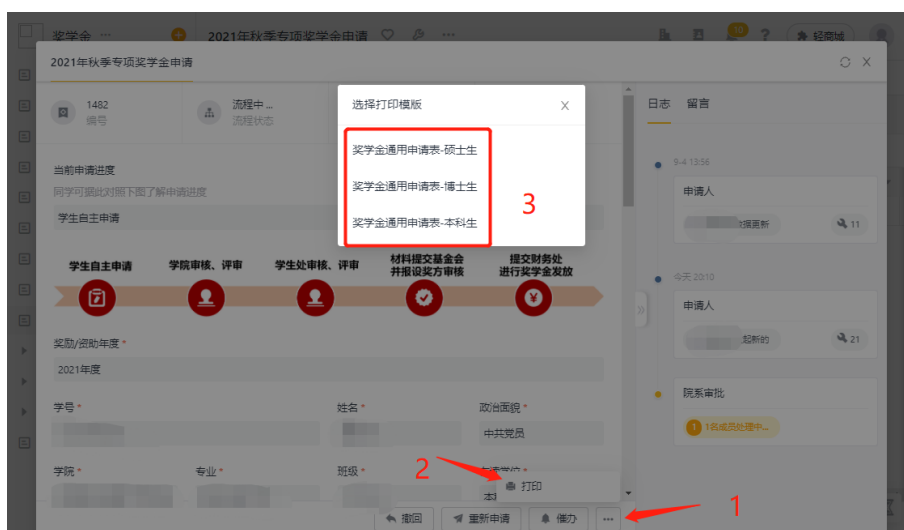 奖学金 ···
2021年秋季专项奖学金申请
10
?
轻商城
2021年秋季专项奖学金申请
1482
编号
流程中 ...
流程状态
选择打印模版
X
奖学金通用申请表-硕士生
奖学金通用申请表-博士生
奖学金通用申请表-本科生
3
日志 留言
当前申请进度
同学可据此对照下图了解申请进度
学生自主申请
学生自主申请
学院审核、评审
学生处审核、评审
材料提交基金会
并报设奖方审核
提交财务处
进行奖学金发放
奖励/资助年度 *
2021年度
学号 *
姓名 *
政治面貌 *
中共党员
学院 *
专业 *
班级 *
2
打印
撤回
重新申请
催办
···
1
9-4 13:56
申请人
据更新
11
今天 20:10
申请人
起新的
21
院系审批
1 1名成员处理中...